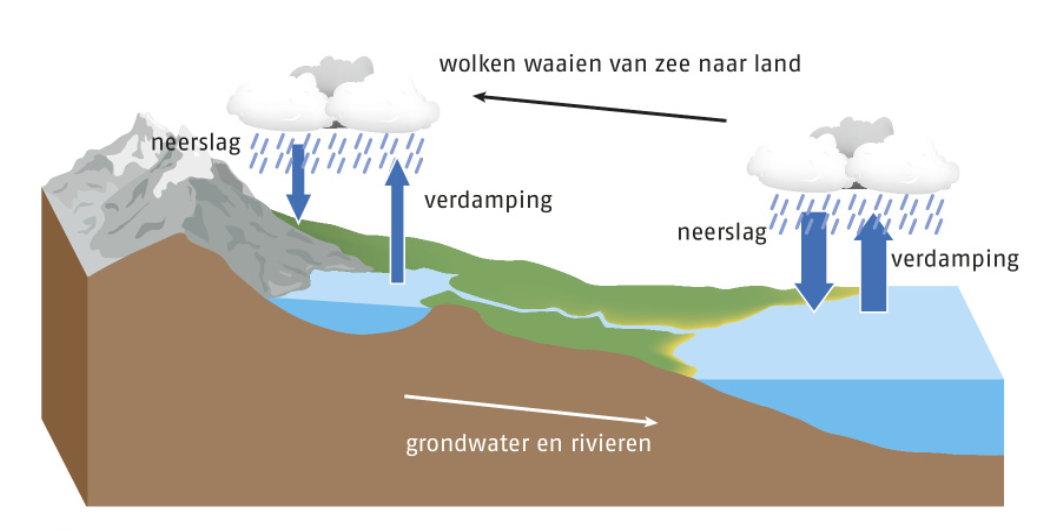 wolken waaien van zee naar land
neerslag
verdamping
neerslag
verdamping
grondwater en rivieren